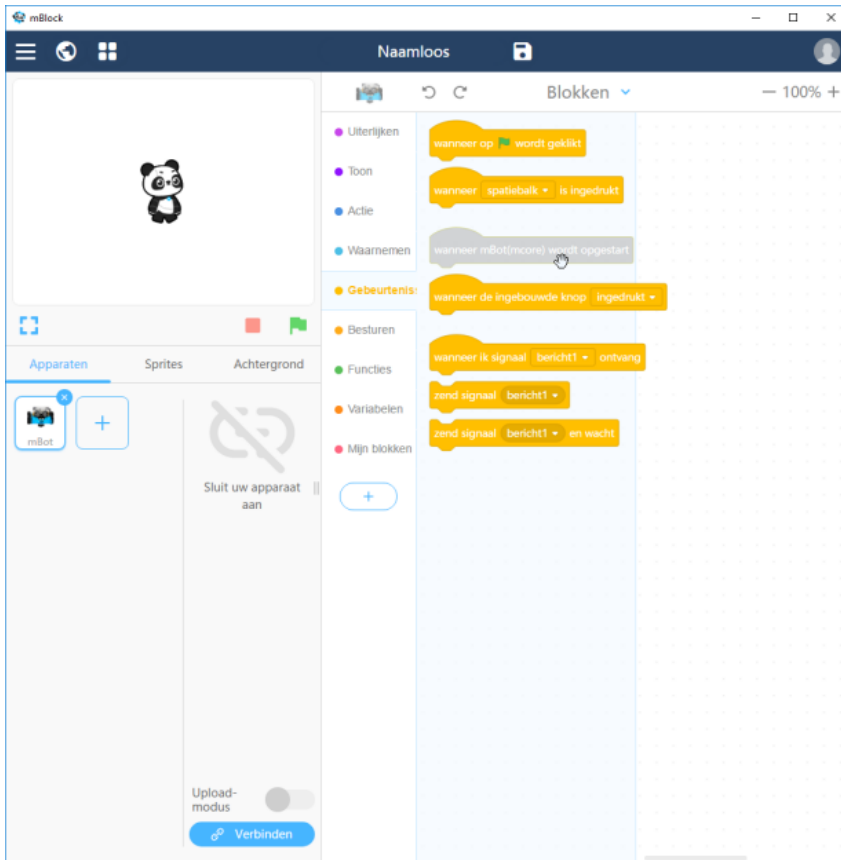 mBlock
Naamloos
Blokken
100%
Uiterlijken
Toon
Actie
Waarnemen
Gebeurtenis
Besturen
Functies
Variabelen
Mijn blokken
wanneer op wordt geklikt
wanneer spatiebalk is ingedrukt
wanneer mBot(mcore) wordt opgestart
wanneer de ingebouwde knop ingedrukt
wanneer ik signaal bericht1 ontvang
zend signaal bericht1
zend signaal bericht1 en wacht
Apparaten
Sprites
Achtergrond
mBot
Sluit uw apparaat
aan
Upload-
modus
Verbinden